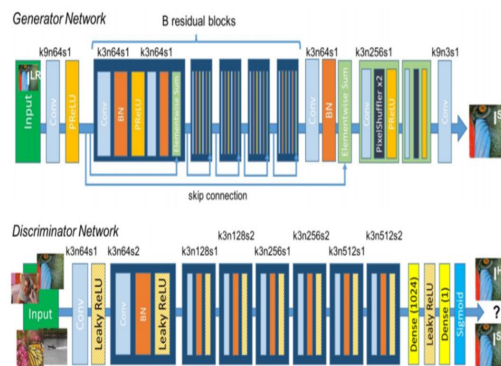 Generator Network
B residual blocks
k9n64s1
k3n64s1
k3n64s1
k3n64s1
k3n256s1
k9n3s1
I LR
Input
Conv
PReLU
Conv
BN
PReLU
Elementwise Sum
Conv
BN
Elementwise Sum
Conv
PixelShuffler x2
PReLU
Conv
I S
skip connection
Discriminator Network
k3n64s1
k3n64s2
k3n128s1
k3n128s2
k3n256s1
k3n256s2
k3n512s1
k3n512s2
Input
Conv
Leaky ReLU
Conv
BN
Leaky ReLU
Dense (1024)
Leaky ReLU
Dense (1)
Sigmoid
I S
?
I S